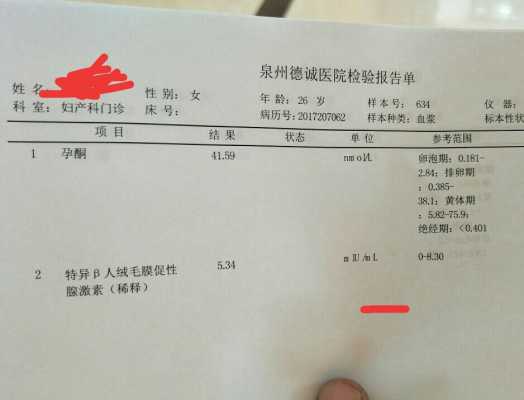 泉州德诚医院检验报告单
姓 名: 性 别: 女 年 龄: 26 岁 样本号: 634 仪 器:
科 室: 妇产科门诊 床 号: 病历号: 2017207062 样本种类: 血浆 标本性状
项 目 结 果 状态 单 位 参考范围
1 孕酮 41.59 nmol/L 卵泡期: 0.181-
2.84; 排卵期
: 0.385-
38.1; 黄体期
: 5.82-75.9;
绝经期: <0.401
2 特异β人绒毛膜促性 5.34 mIU/mL 0-8.30
腺激素（稀释）